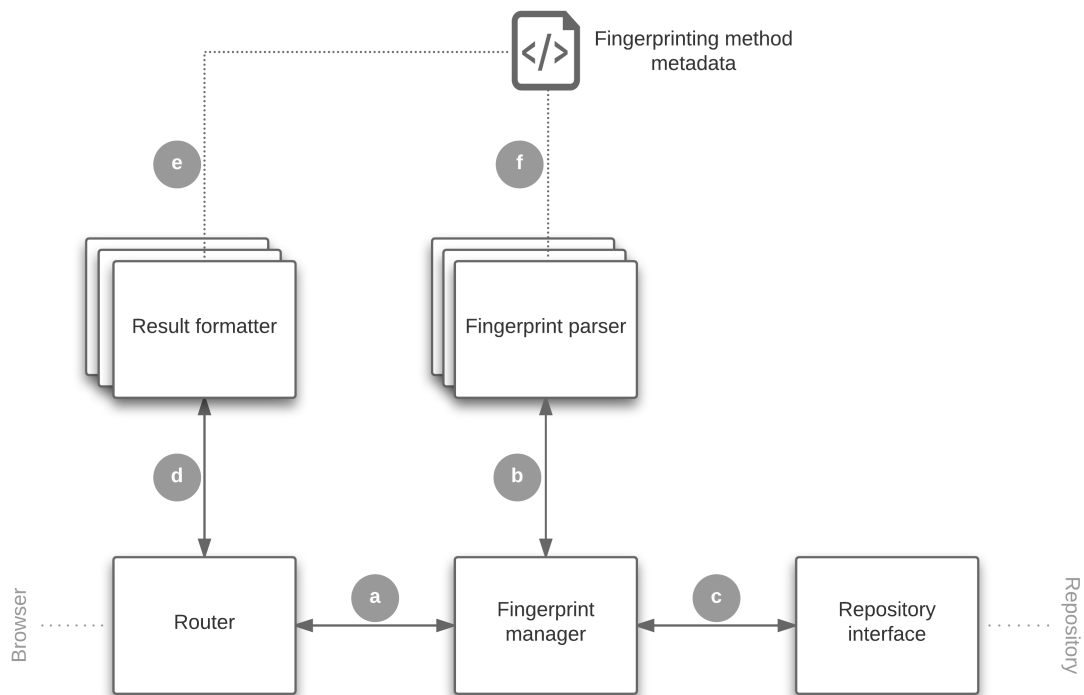 </>
Fingerprinting method
metadata
e
f
Result formatter
Fingerprint parser
d
b
Browser
Router
a
Fingerprint
manager
c
Repository
interface
Repository